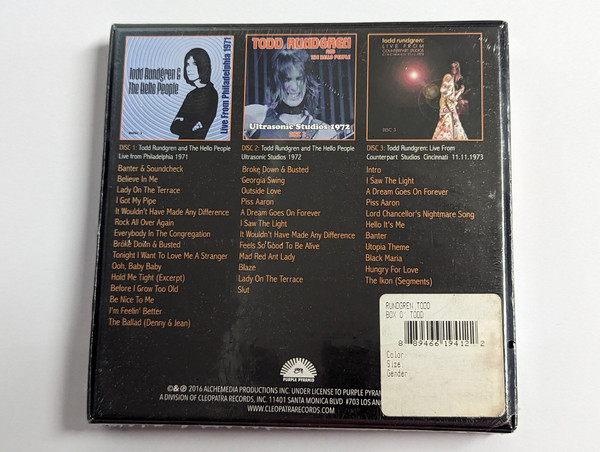 Todd Rundgren &
The Hello People
Live From Philadelphia 1971
DISC 1
TODD RUNDGREN
AND
THE HELLO PEOPLE
Ultrasonic Studios 1972
DISC 2
todd rundgren:
LIVE FROM
COUNTERPART STUDIOS
CINCINNATI 11.11.1973
DISC 3
DISC 1: Todd Rundgren and The Hello People
Live from Philadelphia 1971
Banter & Soundcheck
Believe In Me
Lady On The Terrace
I Got My Pipe
It Wouldn't Have Made Any Difference
Rock All Over Again
Everybody In The Congregation
Broke Down & Busted
Tonight I Want To Love Me A Stranger
Ooh, Baby Baby
Hold Me Tight (Excerpt)
Before I Grow Too Old
Be Nice To Me
I'm Feelin' Better
The Ballad (Denny & Jean)
DISC 2: Todd Rundgren and The Hello People
Ultrasonic Studios 1972
Broke Down & Busted
Georgia Swing
Outside Love
Piss Aaron
A Dream Goes On Forever
I Saw The Light
It Wouldn't Have Made Any Difference
Feels So Good To Be Alive
Mad Red Ant Lady
Blaze
Lady On The Terrace
Slut
DISC 3: Todd Rundgren: Live From
Counterpart Studios Cincinnati 11.11.1973
Intro
I Saw The Light
A Dream Goes On Forever
Piss Aaron
Lord Chancellor's Nightmare Song
Hello It's Me
Banter
Utopia Theme
Black Maria
Hungry For Love
The Ikon (Segments)
RUNDGREN,TODD
BOX O' TODD
8 89466 19412 2
Color
Size
Gender
PURPLE PYRAMID
©&℗ 2016 ALCHEMEDIA PRODUCTIONS INC. UNDER LICENSE TO PURPLE PYRAM
A DIVISION OF CLEOPATRA RECORDS, INC. 11401 SANTA MONICA BLVD #703 LOS AN
WWW.CLEOPATRARECORDS.COM